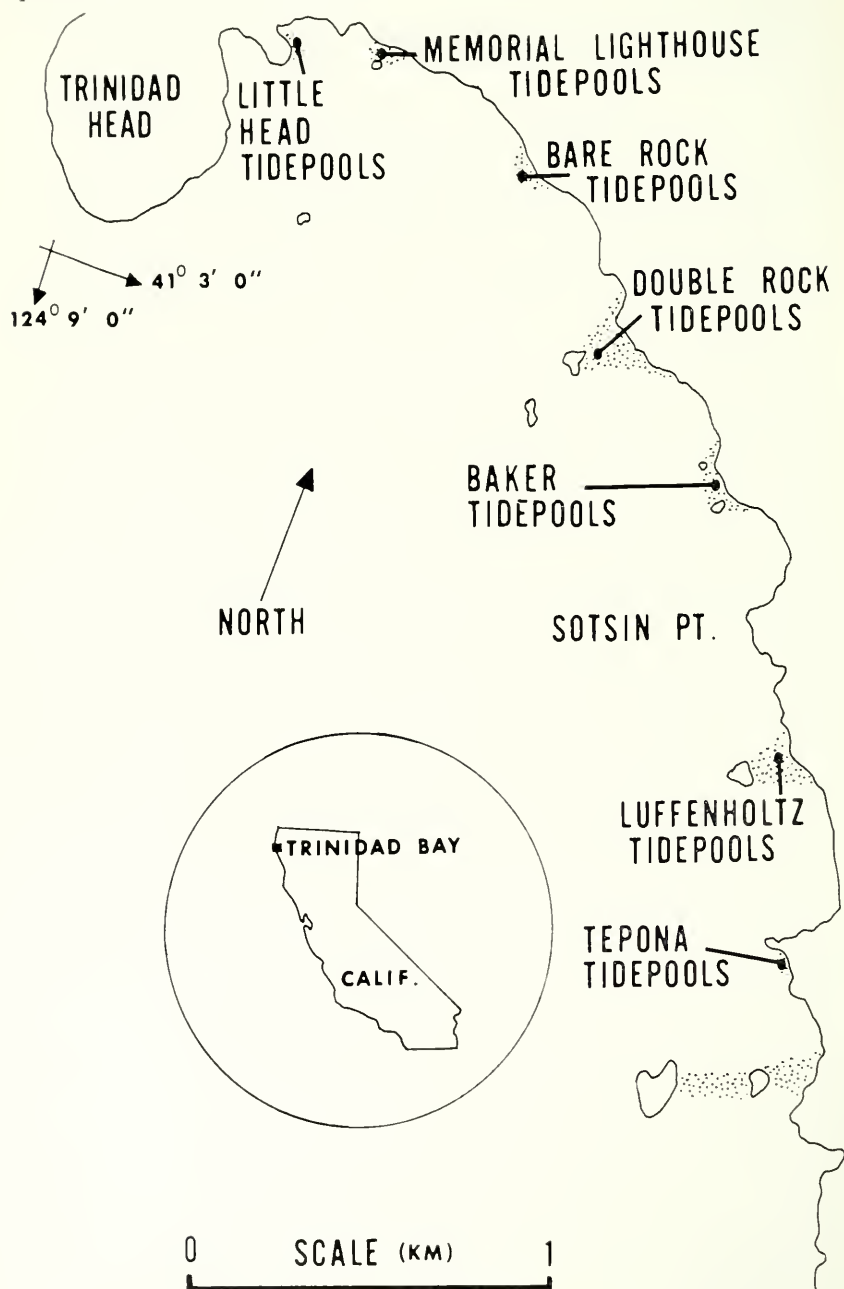 MEMORIAL LIGHTHOUSE
TIDEPOOLS
TRINIDAD
HEAD
LITTLE
HEAD
TIDEPOOLS
BARE ROCK
TIDEPOOLS
41° 3' 0"
124° 9' 0"
DOUBLE ROCK
TIDEPOOLS
BAKER
TIDEPOOLS
NORTH
SOTSIN PT.
TRINIDAD BAY
CALIF.
LUFFENHOLTZ
TIDEPOOLS
TEPONA
TIDEPOOLS
0 SCALE (KM) 1